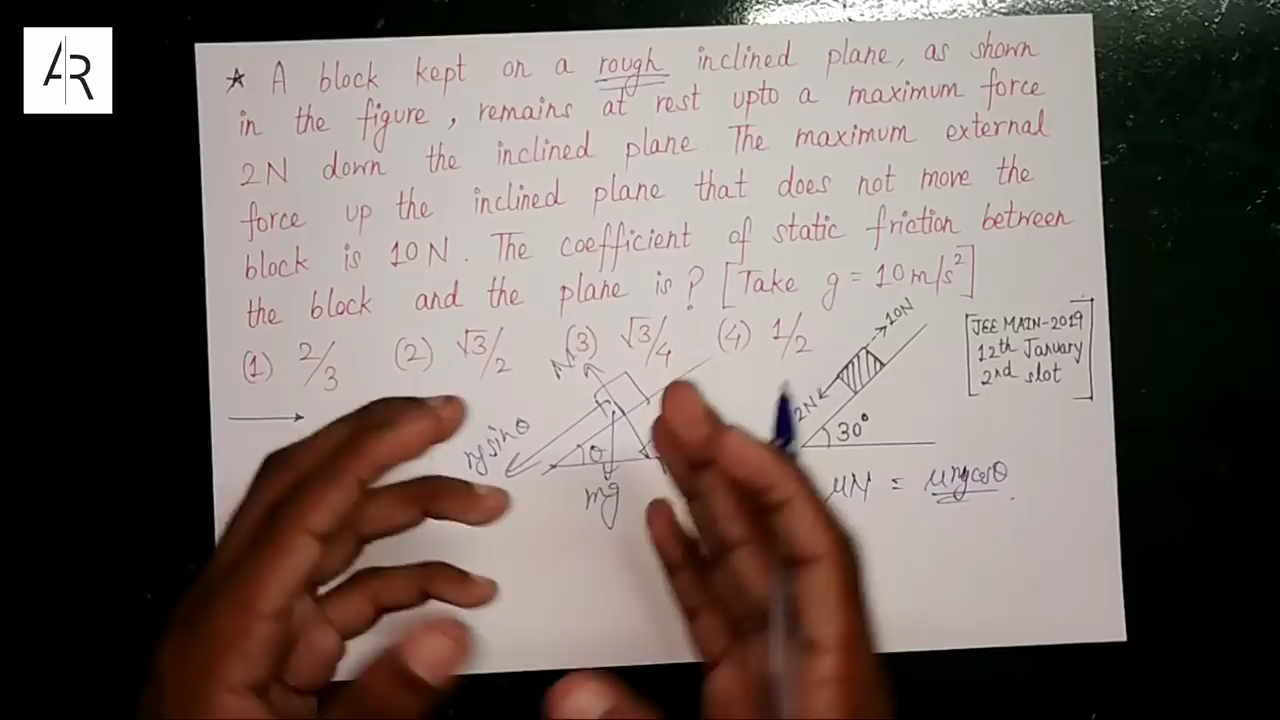 AR
★ A block kept on a rough inclined plane, as shown
in the figure, remains at rest upto a maximum force
2N down the inclined plane. The maximum external
force up the inclined plane that does not move the
block is 10N. The coefficient of static friction between
the block and the plane is? [Take g = 10 m/s²]
(1) 2/3 (2) √3/2 (3) √3/4 (4) 1/2
[JEE MAIN-2019
12th January
2nd slot]
10N
2N
30°
N
θ
mg
μN = μmgcosθ